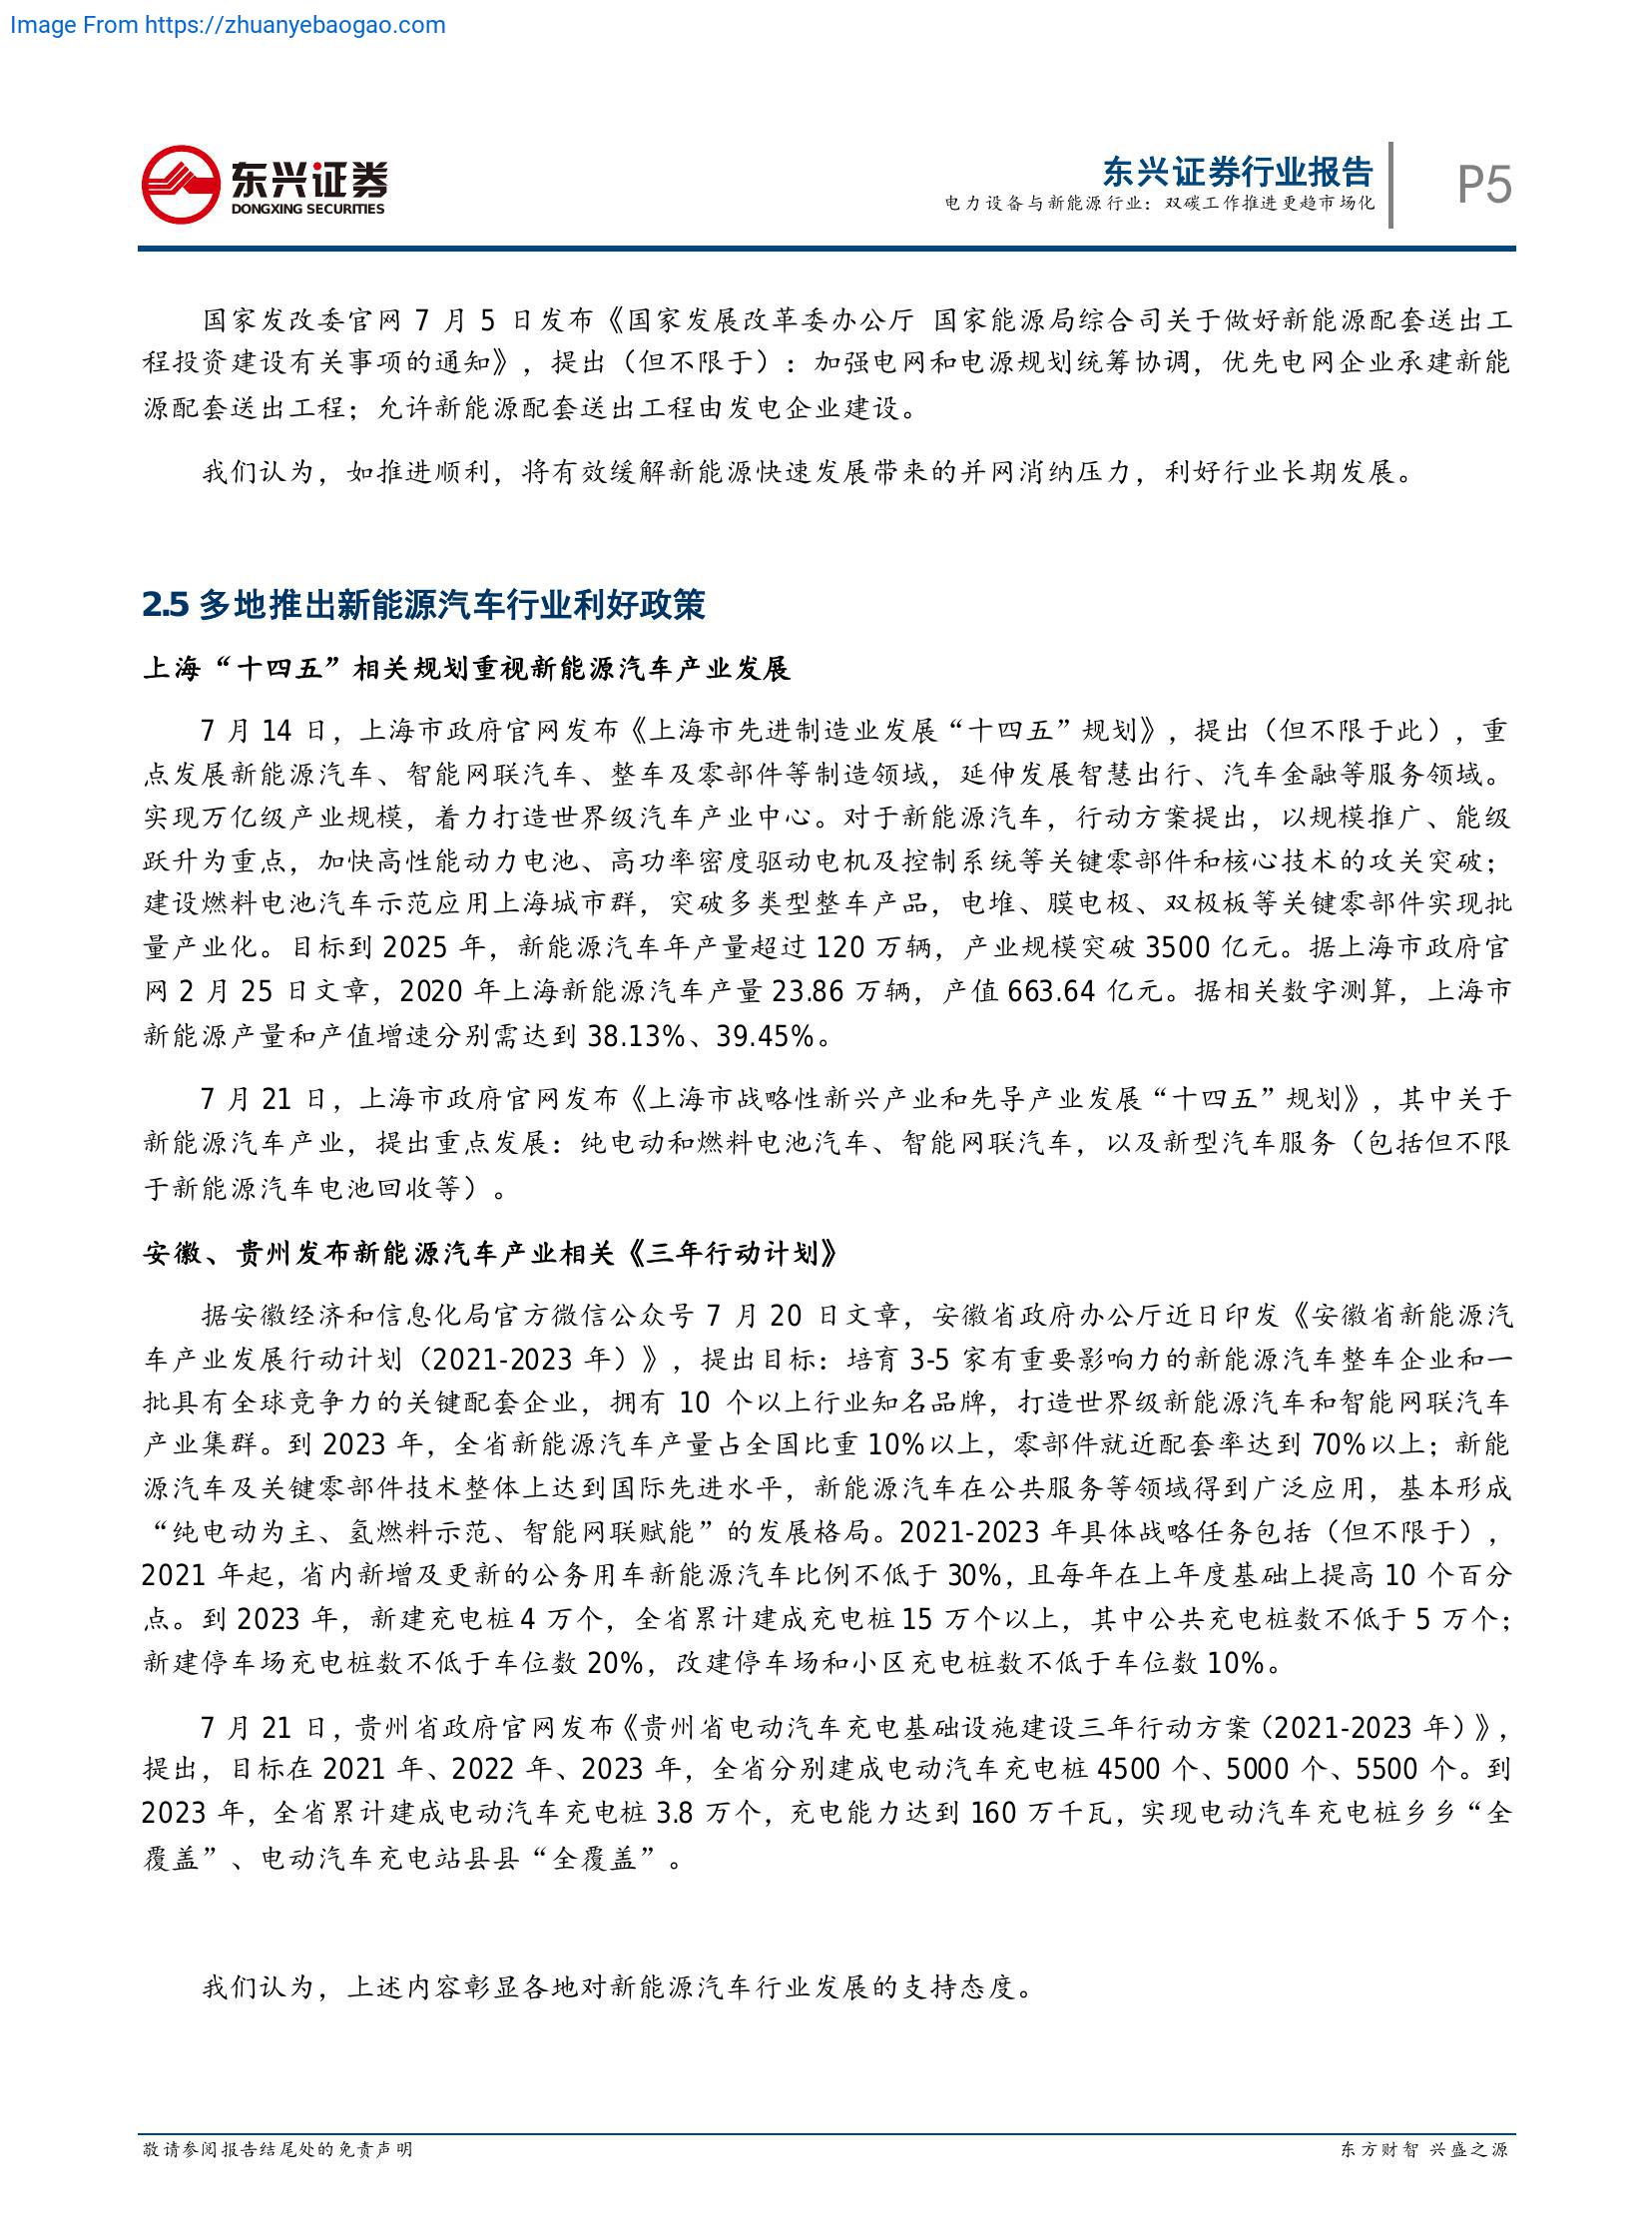 Image From https://zhuanyebaogao.com
东兴证券
DONGXING SECURITIES
东兴证券行业报告
电力设备与新能源行业：双碳工作推进更趋市场化
P5
国家发改委官网 7 月 5 日发布《国家发展改革委办公厅 国家能源局综合司关于做好新能源配套送出工
程投资建设有关事项的通知》，提出（但不限于）：加强电网和电源规划统筹协调，优先电网企业承建新能
源配套送出工程；允许新能源配套送出工程由发电企业建设。
我们认为，如推进顺利，将有效缓解新能源快速发展带来的并网消纳压力，利好行业长期发展。
2.5 多地推出新能源汽车行业利好政策
上海“十四五”相关规划重视新能源汽车产业发展
7 月 14 日，上海市政府官网发布《上海市先进制造业发展“十四五”规划》，提出（但不限于此），重
点发展新能源汽车、智能网联汽车、整车及零部件等制造领域，延伸发展智慧出行、汽车金融等服务领域。
实现万亿级产业规模，着力打造世界级汽车产业中心。对于新能源汽车，行动方案提出，以规模推广、能级
跃升为重点，加快高性能动力电池、高功率密度驱动电机及控制系统等关键零部件和核心技术的攻关突破；
建设燃料电池汽车示范应用上海城市群，突破多类型整车产品，电堆、膜电极、双极板等关键零部件实现批
量产业化。目标到 2025 年，新能源汽车年产量超过 120 万辆，产业规模突破 3500 亿元。据上海市政府官
网 2 月 25 日文章，2020 年上海新能源汽车产量 23.86 万辆，产值 663.64 亿元。据相关数字测算，上海市
新能源产量和产值增速分别需达到 38.13%、39.45%。
7 月 21 日，上海市政府官网发布《上海市战略性新兴产业和先导产业发展“十四五”规划》，其中关于
新能源汽车产业，提出重点发展：纯电动和燃料电池汽车、智能网联汽车，以及新型汽车服务（包括但不限
于新能源汽车电池回收等）。
安徽、贵州发布新能源汽车产业相关《三年行动计划》
据安徽经济和信息化局官方微信公众号 7 月 20 日文章，安徽省政府办公厅近日印发《安徽省新能源汽
车产业发展行动计划（2021-2023 年）》，提出目标：培育 3-5 家有重要影响力的新能源汽车整车企业和一
批具有全球竞争力的关键配套企业，拥有 10 个以上行业知名品牌，打造世界级新能源汽车和智能网联汽车
产业集群。到 2023 年，全省新能源汽车产量占全国比重 10%以上，零部件就近配套率达到 70%以上；新能
源汽车及关键零部件技术整体上达到国际先进水平，新能源汽车在公共服务等领域得到广泛应用，基本形成
“纯电动为主、氢燃料示范、智能网联赋能”的发展格局。2021-2023 年具体战略任务包括（但不限于），
2021 年起，省内新增及更新的公务用车新能源汽车比例不低于 30%，且每年在上年度基础上提高 10 个百分
点。到 2023 年，新建充电桩 4 万个，全省累计建成充电桩 15 万个以上，其中公共充电桩数不低于 5 万个；
新建停车场充电桩数不低于车位数 20%，改建停车场和小区充电桩数不低于车位数 10%。
7 月 21 日，贵州省政府官网发布《贵州省电动汽车充电基础设施建设三年行动方案（2021-2023 年）》，
提出，目标在 2021 年、2022 年、2023 年，全省分别建成电动汽车充电桩 4500 个、5000 个、5500 个。到
2023 年，全省累计建成电动汽车充电桩 3.8 万个，充电能力达到 160 万千瓦，实现电动汽车充电桩乡乡“全
覆盖”、电动汽车充电站县县“全覆盖”。
我们认为，上述内容彰显各地对新能源汽车行业发展的支持态度。
敬请参阅报告结尾处的免责声明
东方财智 兴盛之源